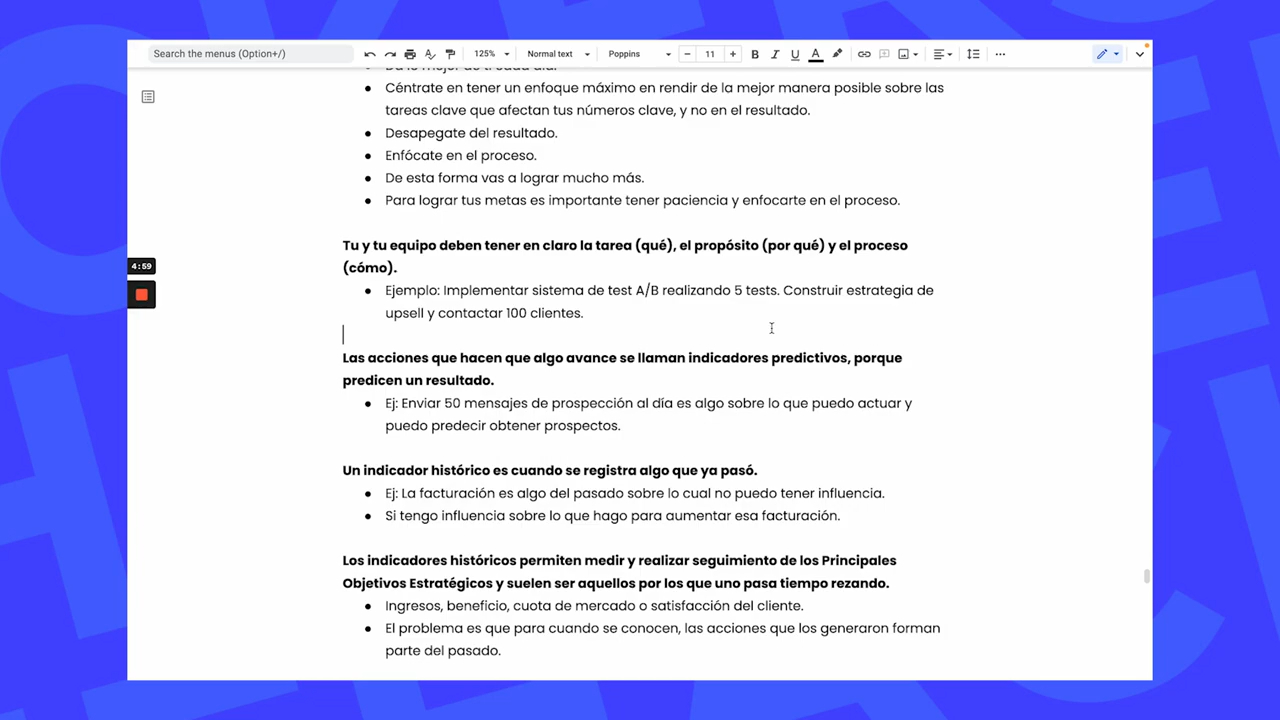 Search the menus (Option+/)
125%
Normal text
Poppins
− 11 +
B I U A
Céntrate en tener un enfoque máximo en rendir de la mejor manera posible sobre las
tareas clave que afectan tus números clave, y no en el resultado.
Desapegate del resultado.
Enfócate en el proceso.
De esta forma vas a lograr mucho más.
Para lograr tus metas es importante tener paciencia y enfocarte en el proceso.
Tu y tu equipo deben tener en claro la tarea (qué), el propósito (por qué) y el proceso
(cómo).
4:59
Ejemplo: Implementar sistema de test A/B realizando 5 tests. Construir estrategia de
upsell y contactar 100 clientes.
Las acciones que hacen que algo avance se llaman indicadores predictivos, porque
predicen un resultado.
Ej: Enviar 50 mensajes de prospección al día es algo sobre lo que puedo actuar y
puedo predecir obtener prospectos.
Un indicador histórico es cuando se registra algo que ya pasó.
Ej: La facturación es algo del pasado sobre lo cual no puedo tener influencia.
Si tengo influencia sobre lo que hago para aumentar esa facturación.
Los indicadores históricos permiten medir y realizar seguimiento de los Principales
Objetivos Estratégicos y suelen ser aquellos por los que uno pasa tiempo rezando.
Ingresos, beneficio, cuota de mercado o satisfacción del cliente.
El problema es que para cuando se conocen, las acciones que los generaron forman
parte del pasado.